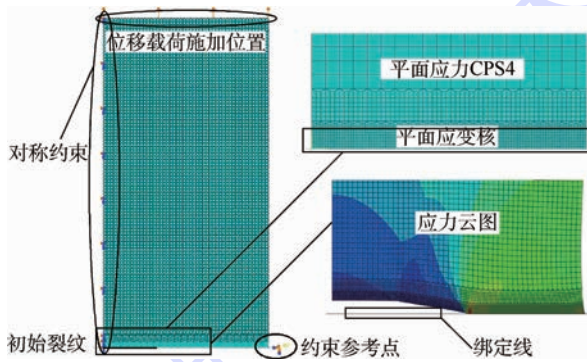 位移载荷施加位置
平面应力CPS4
对称约束
平面应变核
应力云图
初始裂纹
约束参考点
绑定线